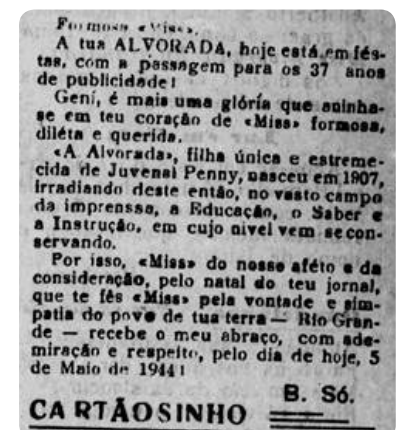 Formosa «Miss».
A tua ALVORADA, hoje está em fés-
tas, com a passagem para os 37 anos
de publicidade!
Geni, é mais uma glória que aninha-
se em teu coração de «Miss» formosa,
diléta e querida.
«A Alvorada», filha única e estreme-
cida de Juvenal Penny, nasceu em 1907,
irradiando deste então, no vasto campo
da imprenssa, a Educação, o Saber e
a Instrução, em cujo nivel vem se con-
servando.
Por isso, «Miss» do nosso aféto e da
consideração, pelo natal do teu jornal,
que te fês «Miss» pela vontade e sim-
patia do povo de tua terra — Rio Gran-
de — recebe o meu abraço, com ade-
miração e respeito, pelo dia de hoje, 5
de Maio de 1944!
B. Só.
CARTÃOSINHO